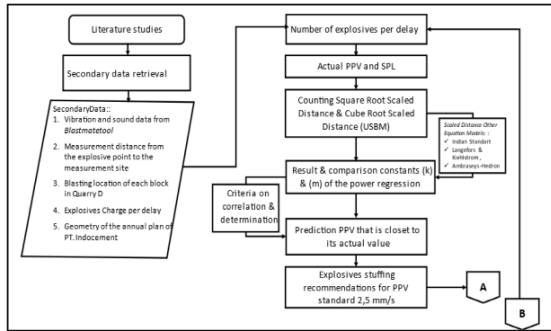 Literature studies
Secondary data retrieval
SecondaryData::
1. Vibration and sound data from
Blastmatetool
2. Measurement distance from
the explosive point to the
measurement site
3. Blasting location of each block
in Quarry D
4. Explosives Charge per delay
5. Geometry of the annual plan of
PT. Indocement
Number of explosives per delay
Actual PPV and SPL
Counting Square Root Scaled
Distance & Cube Root Scaled
Distance (USBM)
Scaled Distance Other
Equation Models :
✓ Indian Standart
✓ Langefors &
Kiehlstrom,
✓ Ambraseys-Hedron
Result & comparison constants (k)
& (m) of the power regression
Criteria on
correlation &
determination
Prediction PPV that is closet to
its actual value
Explosives stuffing
recommendations for PPV
standard 2,5 mm/s
A
B